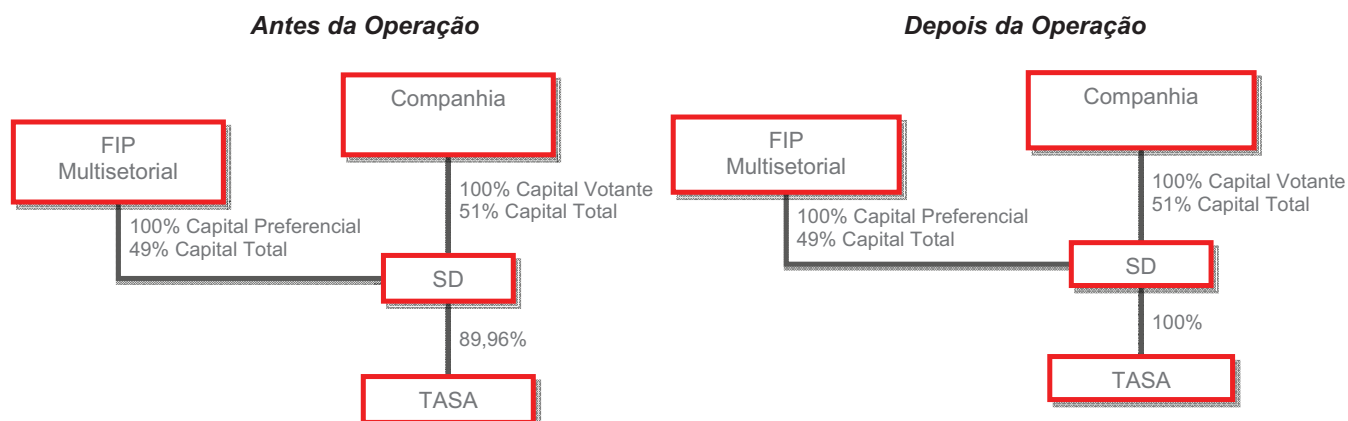 Antes da Operação
Companhia
FIP
Multisetorial
100% Capital Votante
51% Capital Total
100% Capital Preferencial
49% Capital Total
SD
89,96%
TASA
Depois da Operação
Companhia
FIP
Multisetorial
100% Capital Votante
51% Capital Total
100% Capital Preferencial
49% Capital Total
SD
100%
TASA